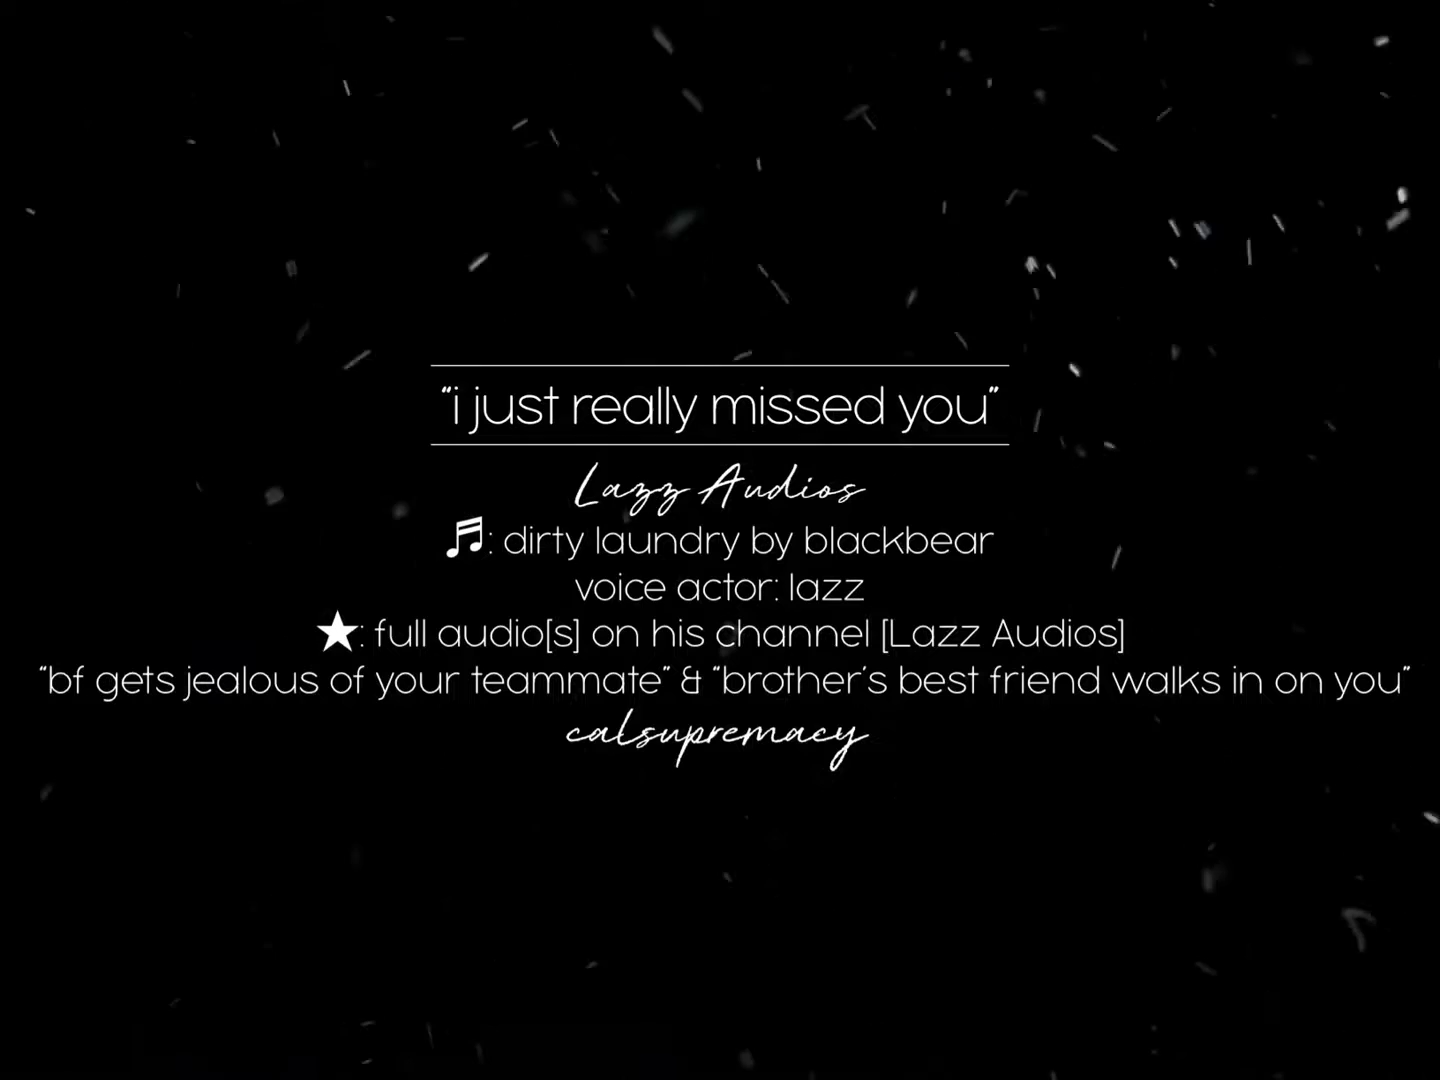 “i just really missed you”
Lazz Audios
♬: dirty laundry by blackbear
voice actor: lazz
★: full audio[s] on his channel [Lazz Audios]
“bf gets jealous of your teammate” & “brother’s best friend walks in on you”
calsupremacy